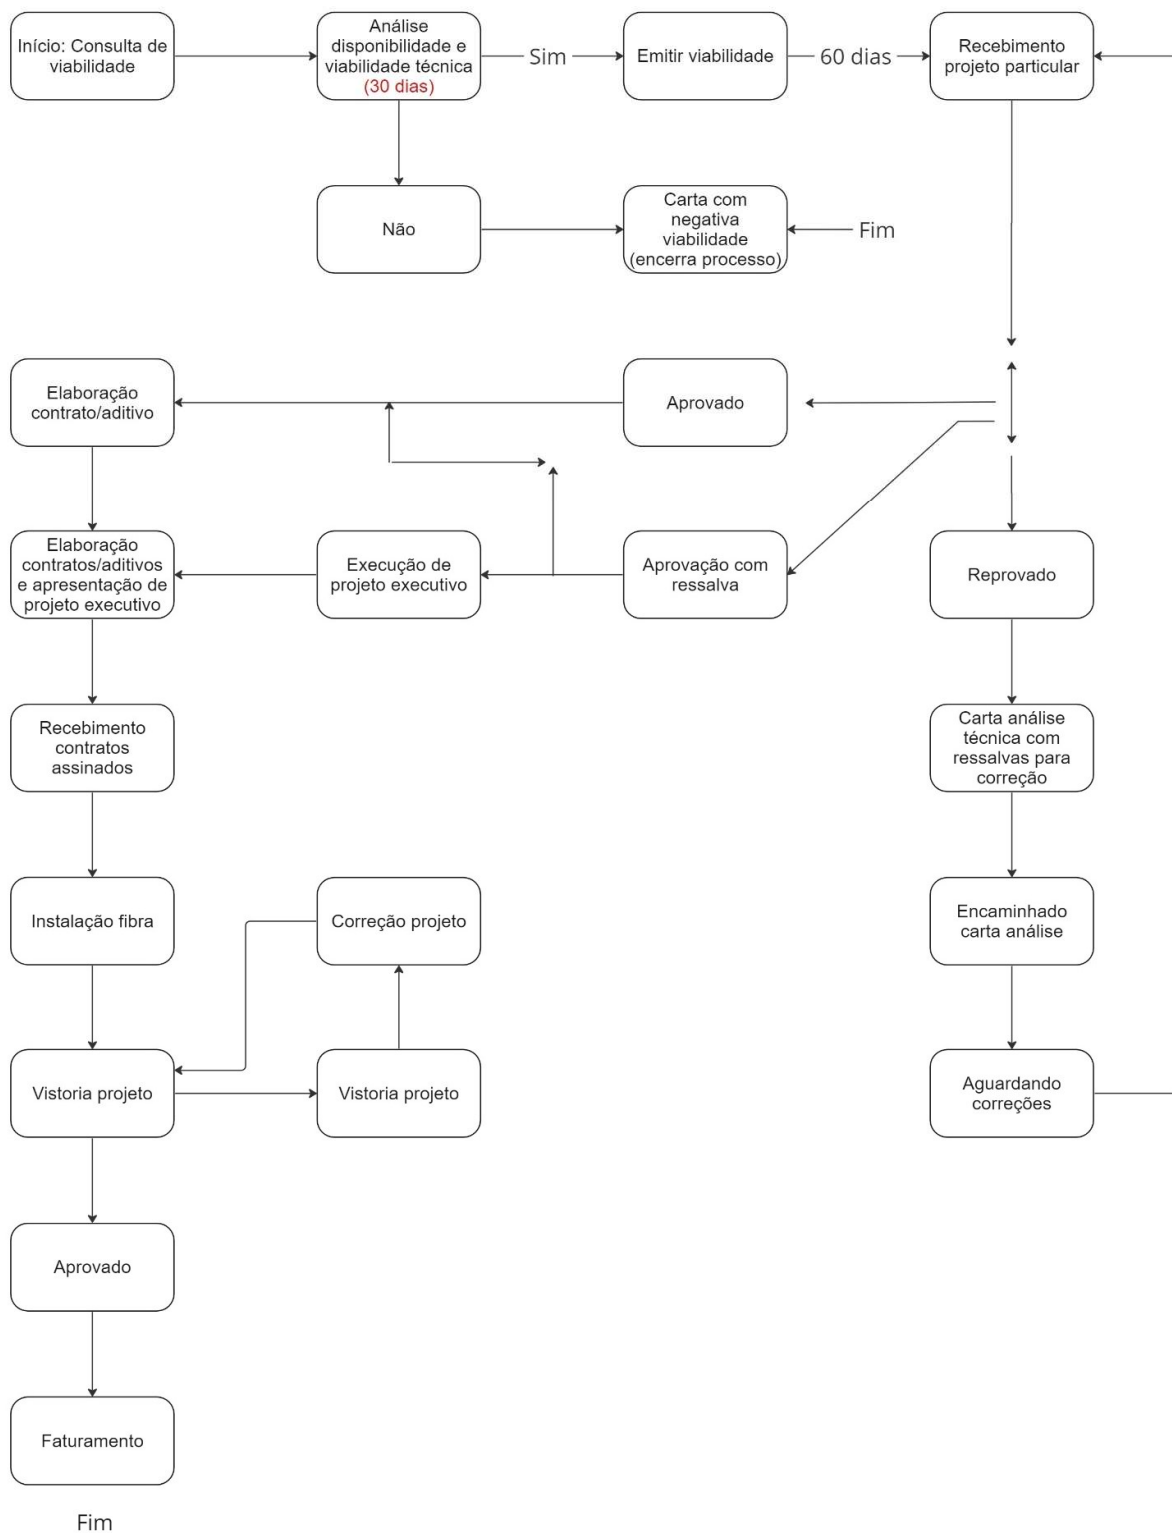 Início: Consulta de
viabilidade
Análise
disponibilidade e
viabilidade técnica
(30 dias)
Sim
Emitir viabilidade
60 dias
Recebimento
projeto particular
Não
Carta com
negativa
viabilidade
(encerra processo)
Fim
Elaboração
contrato/aditivo
Aprovado
Elaboração
contratos/aditivos
e apresentação de
projeto executivo
Execução de
projeto executivo
Aprovação com
ressalva
Reprovado
Recebimento
contratos
assinados
Carta análise
técnica com
ressalvas para
correção
Instalação fibra
Correção projeto
Encaminhado
carta análise
Vistoria projeto
Vistoria projeto
Aguardando
correções
Aprovado
Faturamento
Fim